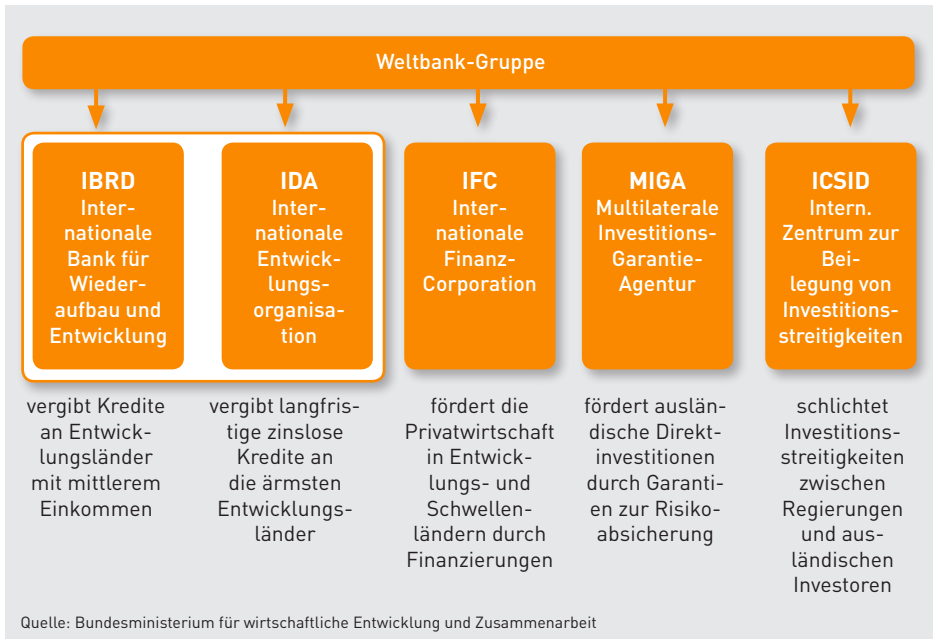 Weltbank-Gruppe
IBRD
Inter-
nationale
Bank für
Wieder-
aufbau und
Entwicklung
IDA
Inter-
nationale
Entwick-
lungs-
organisa-
tion
IFC
Inter-
nationale
Finanz-
Corporation
MIGA
Multilaterale
Investitions-
Garantie-
Agentur
ICSID
Intern.
Zentrum zur
Bei-
legung von
Investitions-
streitigkeiten
vergibt Kredite
an Entwick-
lungsländer
mit mittlerem
Einkommen
vergibt langfris-
tige zinslose
Kredite an
die ärmsten
Entwicklungs-
länder
fördert die
Privatwirtschaft
in Entwick-
lungs- und
Schwellen-
ländern durch
Finanzierungen
fördert auslän-
dische Direkt-
investitionen
durch Garanti-
en zur Risiko-
absicherung
schlichtet
Investitions-
streitigkeiten
zwischen
Regierungen
und aus-
ländischen
Investoren
Quelle: Bundesministerium für wirtschaftliche Entwicklung und Zusammenarbeit